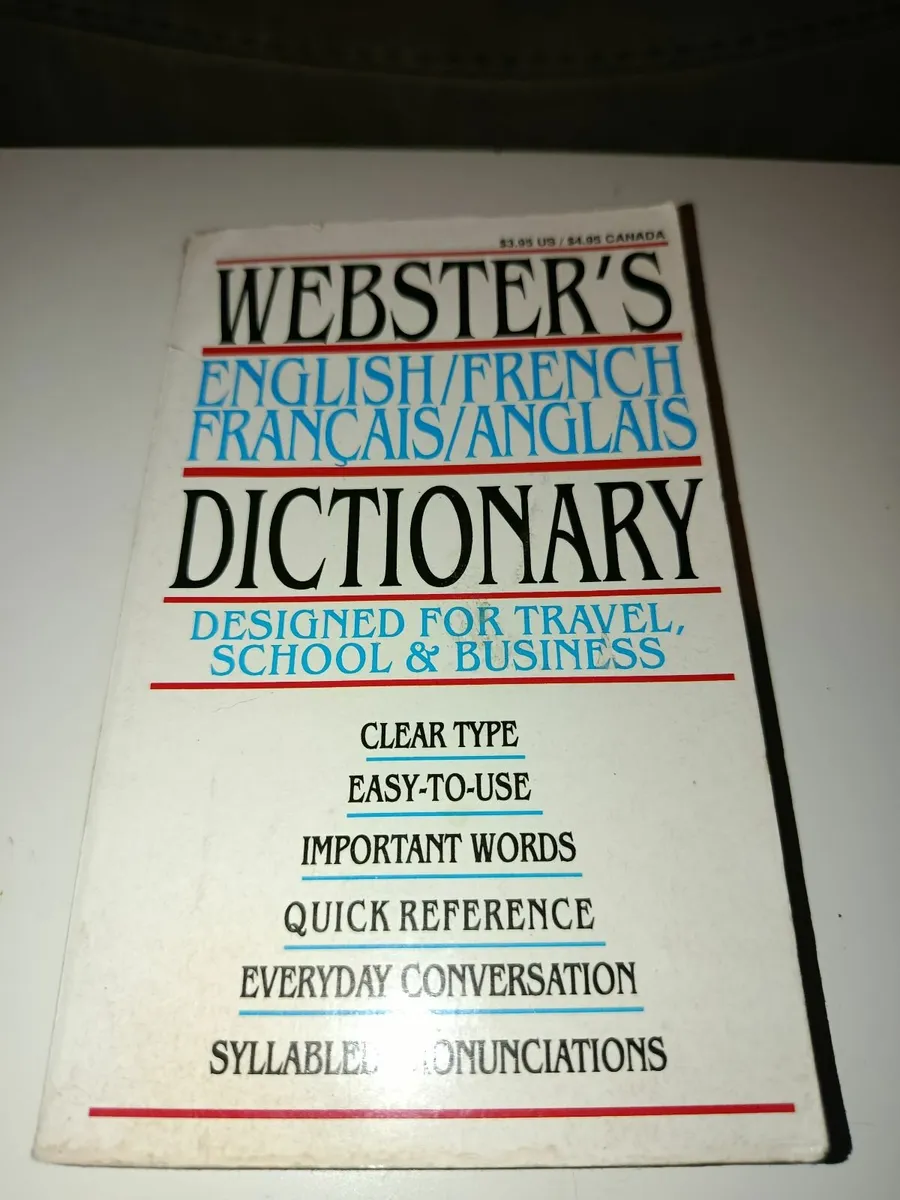 $3.95 US / $4.95 CANADA
WEBSTER'S
ENGLISH/FRENCH
FRANÇAIS/ANGLAIS
DICTIONARY
DESIGNED FOR TRAVEL,
SCHOOL & BUSINESS
CLEAR TYPE
EASY-TO-USE
IMPORTANT WORDS
QUICK REFERENCE
EVERYDAY CONVERSATION
SYLLABLED PRONUNCIATIONS